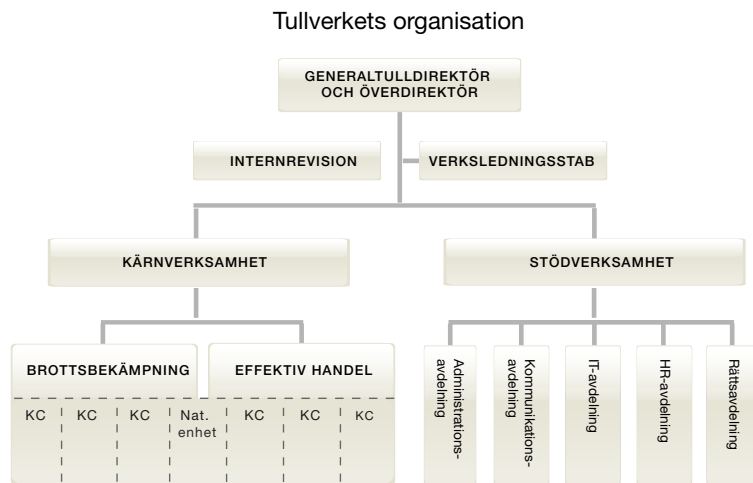 Tullverkets organisation
GENERALTULLDIREKTÖR
OCH ÖVERDIREKTÖR
INTERNREVISION
VERKSLEDNINGSSTAB
KÄRNVERKSAMHET
STÖDVERKSAMHET
BROTTSBEKÄMPNING
EFFEKTIV HANDEL
KC
KC
KC
Nat.
enhet
KC
KC
KC
Administrations-
avdelning
Kommunikations-
avdelning
IT-avdelning
HR-avdelning
Rättsavdelning